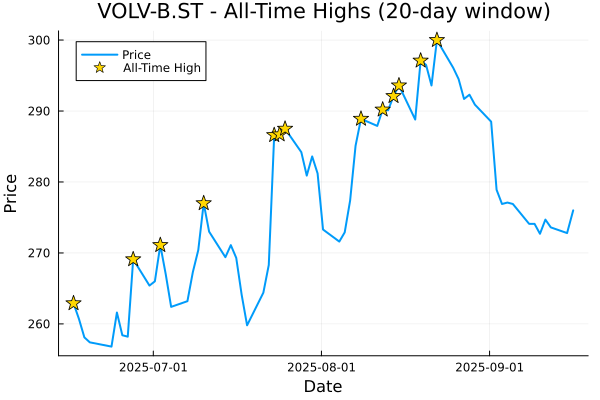 VOLV-B.ST - All-Time Highs (20-day window)
Price
All-Time High
300
290
280
270
260
Price
2025-07-01
2025-08-01
2025-09-01
Date